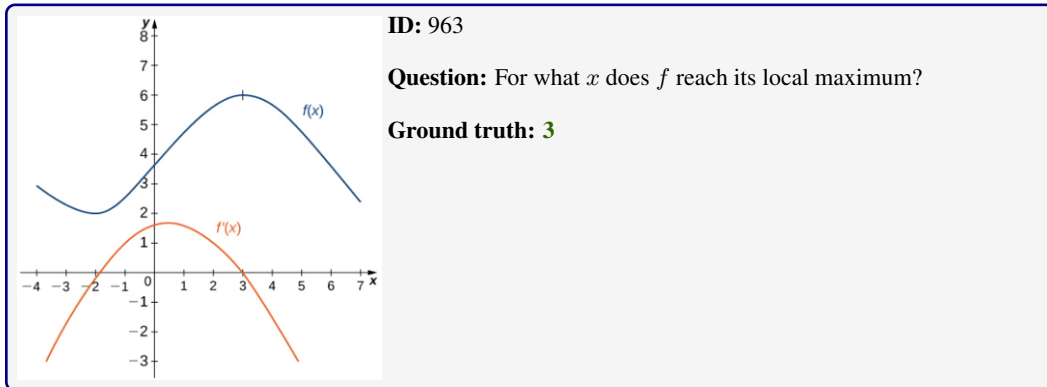 y
8
7
6
5
4
3
2
1
0
−1
−2
−3
f(x)
f'(x)
−4 −3 −2 −1 1 2 3 4 5 6 7 x
ID: 963
Question: For what x does f reach its local maximum?
Ground truth: 3